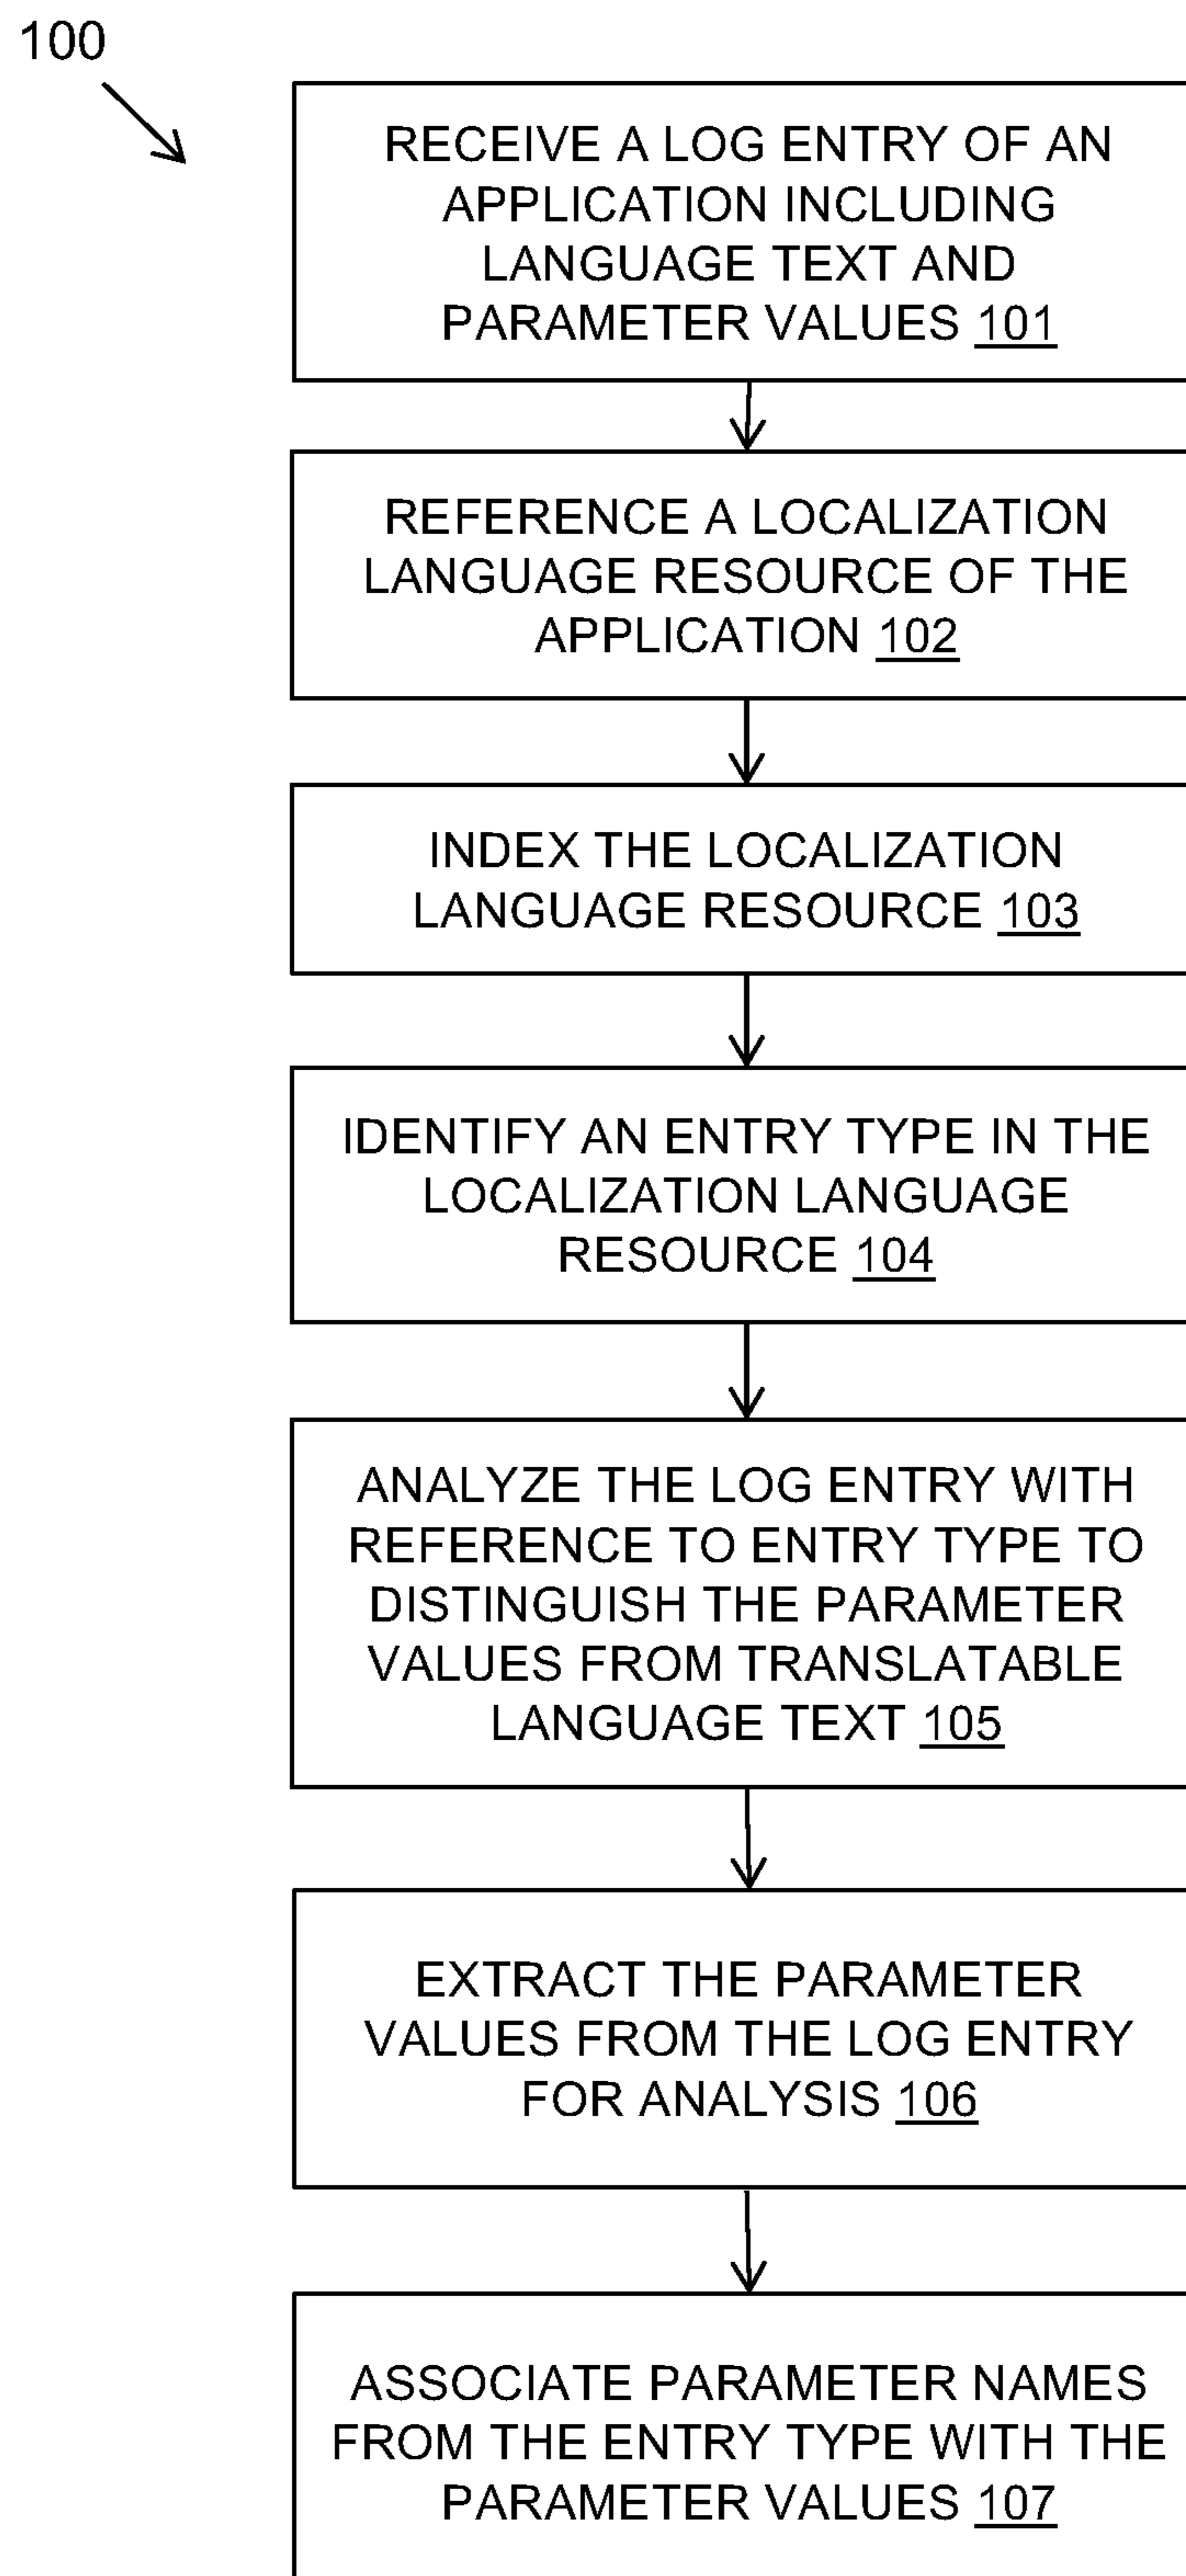 100
RECEIVE A LOG ENTRY OF AN
APPLICATION INCLUDING
LANGUAGE TEXT AND
PARAMETER VALUES 101
REFERENCE A LOCALIZATION
LANGUAGE RESOURCE OF THE
APPLICATION 102
INDEX THE LOCALIZATION
LANGUAGE RESOURCE 103
IDENTIFY AN ENTRY TYPE IN THE
LOCALIZATION LANGUAGE
RESOURCE 104
ANALYZE THE LOG ENTRY WITH
REFERENCE TO ENTRY TYPE TO
DISTINGUISH THE PARAMETER
VALUES FROM TRANSLATABLE
LANGUAGE TEXT 105
EXTRACT THE PARAMETER
VALUES FROM THE LOG ENTRY
FOR ANALYSIS 106
ASSOCIATE PARAMETER NAMES
FROM THE ENTRY TYPE WITH THE
PARAMETER VALUES 107